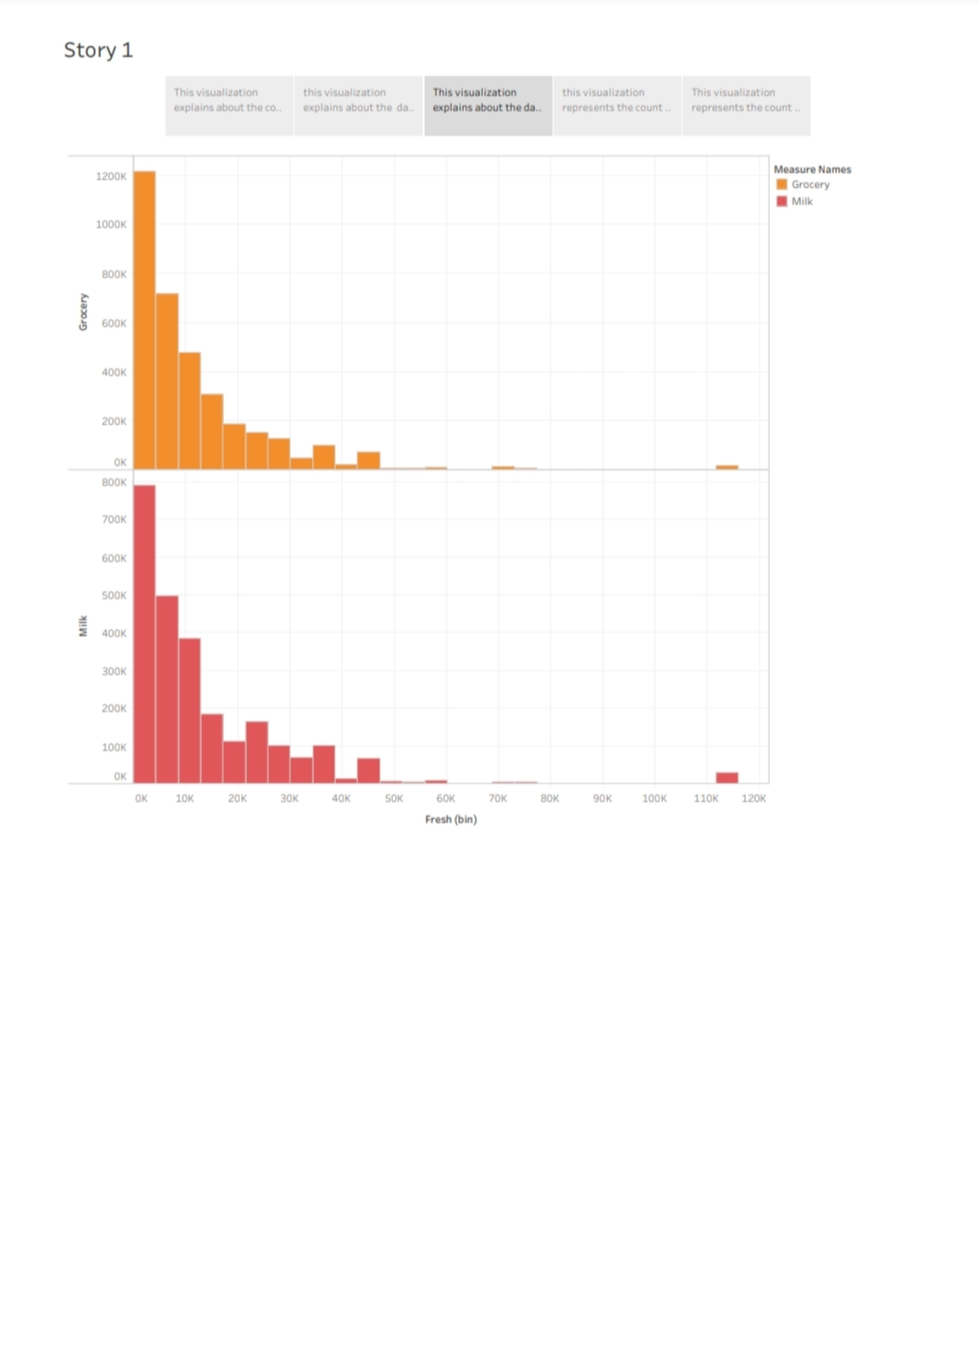 Story 1
This visualization
explains about the co..
this visualization
explains about the da..
This visualization
explains about the da..
this visualization
represents the count ..
This visualization
represents the count ..
Measure Names
Grocery
Milk
Grocery
1200K
1000K
800K
600K
400K
200K
0K
Milk
800K
700K
600K
500K
400K
300K
200K
100K
0K
0K 10K 20K 30K 40K 50K 60K 70K 80K 90K 100K 110K 120K
Fresh (bin)